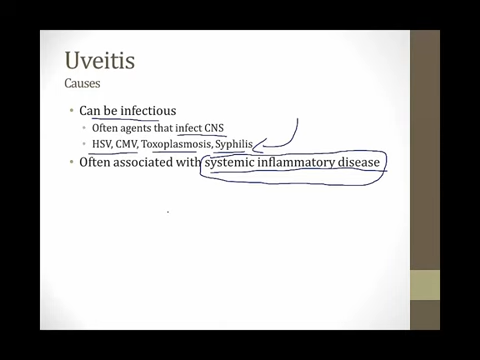 Uveitis
Causes
• Can be infectious
• Often agents that infect CNS
• HSV, CMV, Toxoplasmosis, Syphilis
• Often associated with systemic inflammatory disease